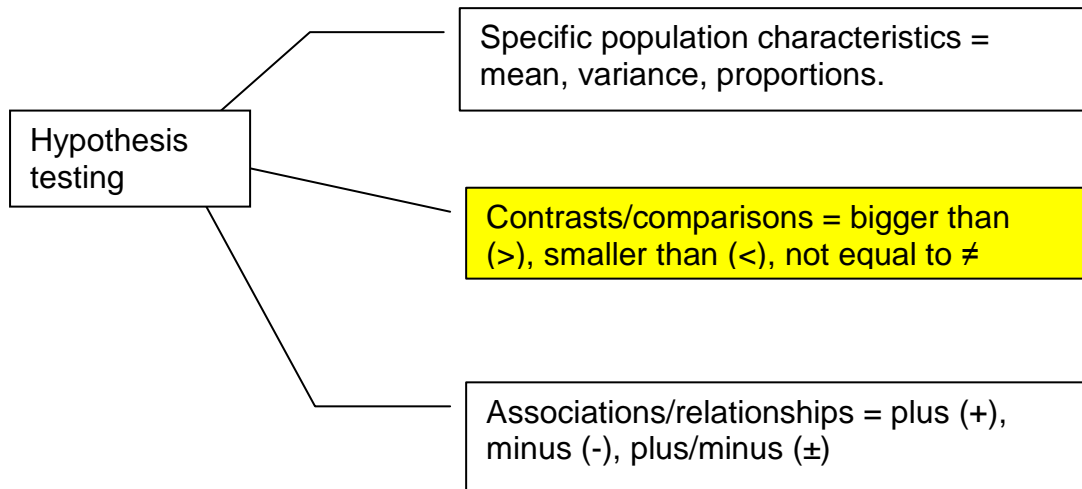 Specific population characteristics =
mean, variance, proportions.
Hypothesis
testing
Contrasts/comparisons = bigger than
(>), smaller than (<), not equal to ≠
Associations/relationships = plus (+),
minus (-), plus/minus (±)